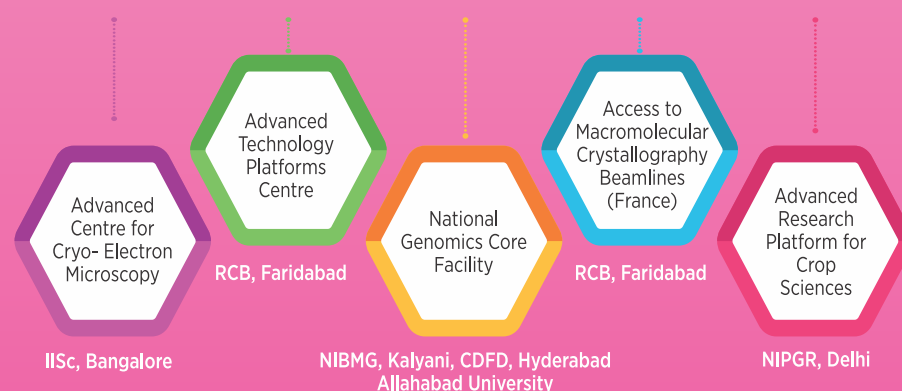 Advanced
Centre for
Cryo- Electron
Microscopy
IISc, Bangalore
Advanced
Technology
Platforms
Centre
RCB, Faridabad
National
Genomics Core
Facility
NIBMG, Kalyani, CDFD, Hyderabad
Allahabad University
Access to
Macromolecular
Crystallography
Beamlines
(France)
RCB, Faridabad
Advanced
Research
Platform for
Crop
Sciences
NIPGR, Delhi